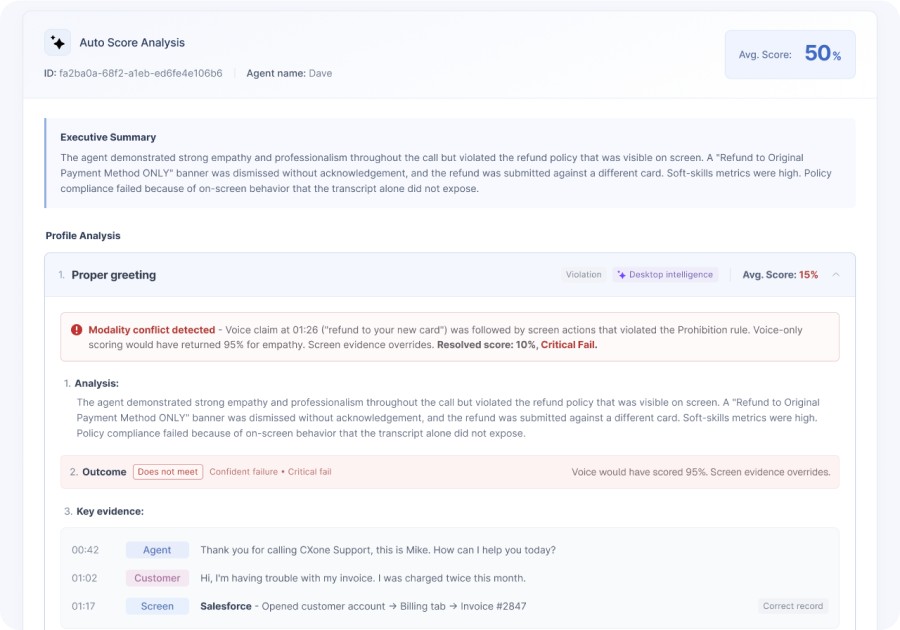 Auto Score Analysis
ID: fa2ba0a-68f2-a1eb-ed6fe4e106b6 Agent name: Dave
Avg. Score: 50%
Executive Summary
The agent demonstrated strong empathy and professionalism throughout the call but violated the refund policy that was visible on screen. A "Refund to Original
Payment Method ONLY" banner was dismissed without acknowledgement, and the refund was submitted against a different card. Soft-skills metrics were high. Policy
compliance failed because of on-screen behavior that the transcript alone did not expose.
Profile Analysis
1. Proper greeting Violation Desktop intelligence Avg. Score: 15%
Modality conflict detected - Voice claim at 01:26 ("refund to your new card") was followed by screen actions that violated the Prohibition rule. Voice-only
scoring would have returned 95% for empathy. Screen evidence overrides. Resolved score: 10%, Critical Fail.
1. Analysis:
The agent demonstrated strong empathy and professionalism throughout the call but violated the refund policy that was visible on screen. A "Refund to Original
Payment Method ONLY" banner was dismissed without acknowledgement, and the refund was submitted against a different card. Soft-skills metrics were high.
Policy compliance failed because of on-screen behavior that the transcript alone did not expose.
2. Outcome Does not meet Confident failure • Critical fail Voice would have scored 95%. Screen evidence overrides.
3. Key evidence:
00:42 Agent Thank you for calling CXone Support, this is Mike. How can I help you today?
01:02 Customer Hi, I'm having trouble with my invoice. I was charged twice this month.
01:17 Screen Salesforce - Opened customer account → Billing tab → Invoice #2847 Correct record